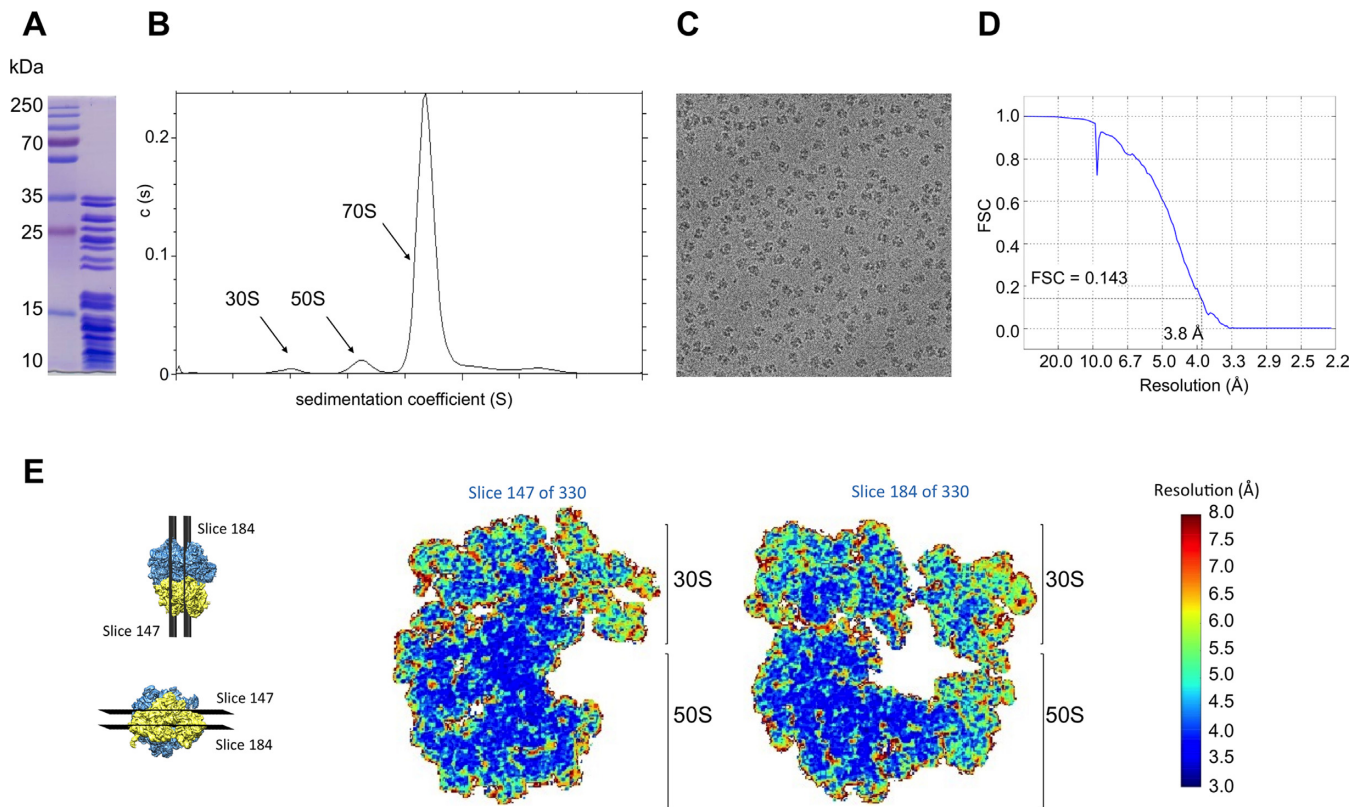 A
kDa
250
70
35
25
15
10
B
c (s)
0.2
0.1
0
30S
50S
70S
sedimentation coefficient (S)
C
D
FSC
1.0
0.8
0.6
0.4
0.2
0.0
FSC = 0.143
3.8 Å
20.0 10.0 6.7 5.0 4.0 3.3 2.9 2.5 2.2
Resolution (Å)
E
Slice 184
Slice 147
Slice 147
Slice 184
Slice 147 of 330
30S
50S
Slice 184 of 330
30S
50S
Resolution (Å)
8.0
7.5
7.0
6.5
6.0
5.5
5.0
4.5
4.0
3.5
3.0